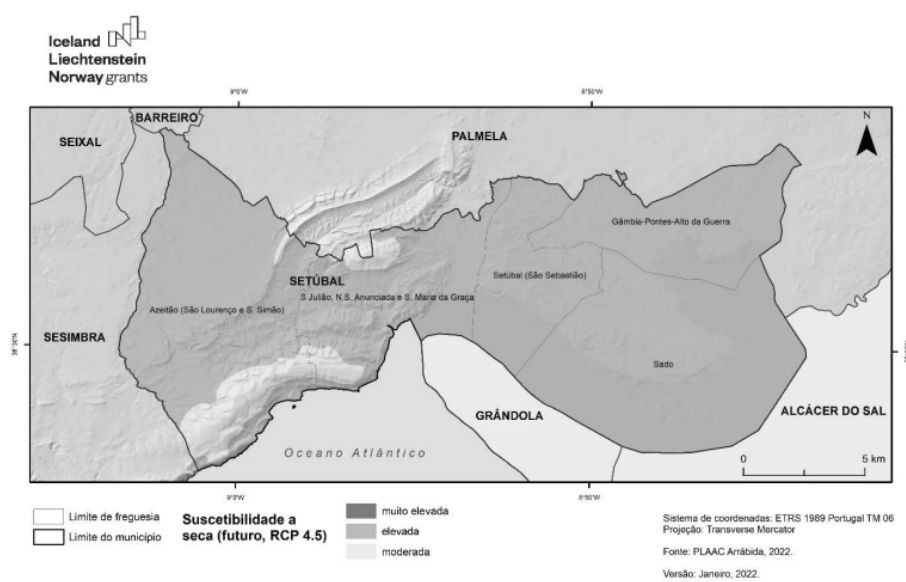 Iceland
Liechtenstein
Norway grants
9°0'W
8°50'W
BARREIRO
SEIXAL
PALMELA
N
Gâmbia-Pontes-Alto da Guerra
SETÚBAL
Setúbal (São Sebastião)
S Julião, N.S. Anunciada e S. Maria da Graça
Azeitão (São Lourenço e S. Simão)
SESIMBRA
38°30'N
Sado
GRÂNDOLA
ALCÁCER DO SAL
Oceano Atlântico
0
5 km
9°0'W
8°50'W
Limite de freguesia
Limite do município
Suscetibilidade a
seca (futuro, RCP 4.5)
muito elevada
elevada
moderada
Sistema de coordenadas: ETRS 1989 Portugal TM 06
Projeção: Transverse Mercator
Fonte: PLAAC Arrábida, 2022.
Versão: Janeiro, 2022.